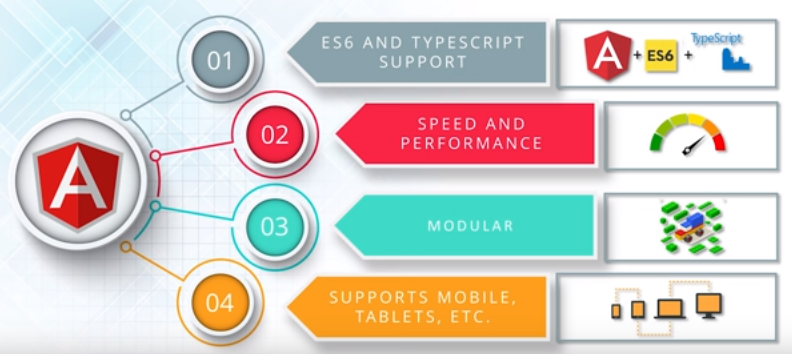 01
ES6 AND TYPESCRIPT
SUPPORT
A + ES6 + TypeScript
02
SPEED AND
PERFORMANCE
03
MODULAR
04
SUPPORTS MOBILE,
TABLETS, ETC.
A